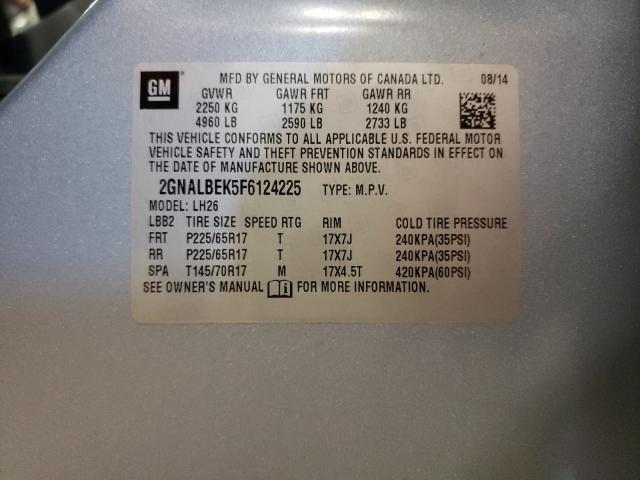 GM MFD BY GENERAL MOTORS OF CANADA LTD. 08/14
GVWR GAWR FRT GAWR RR
2250 KG 1175 KG 1240 KG
4960 LB 2590 LB 2733 LB
THIS VEHICLE CONFORMS TO ALL APPLICABLE U.S. FEDERAL MOTOR
VEHICLE SAFETY AND THEFT PREVENTION STANDARDS IN EFFECT ON
THE DATE OF MANUFACTURE SHOWN ABOVE.
2GNALBEK5F6124225 TYPE: M.P.V.
MODEL: LH26
LBB2 TIRE SIZE SPEED RTG RIM COLD TIRE PRESSURE
FRT P225/65R17 T 17X7J 240KPA(35PSI)
RR P225/65R17 T 17X7J 240KPA(35PSI)
SPA T145/70R17 M 17X4.5T 420KPA(60PSI)
SEE OWNER'S MANUAL i FOR MORE INFORMATION.